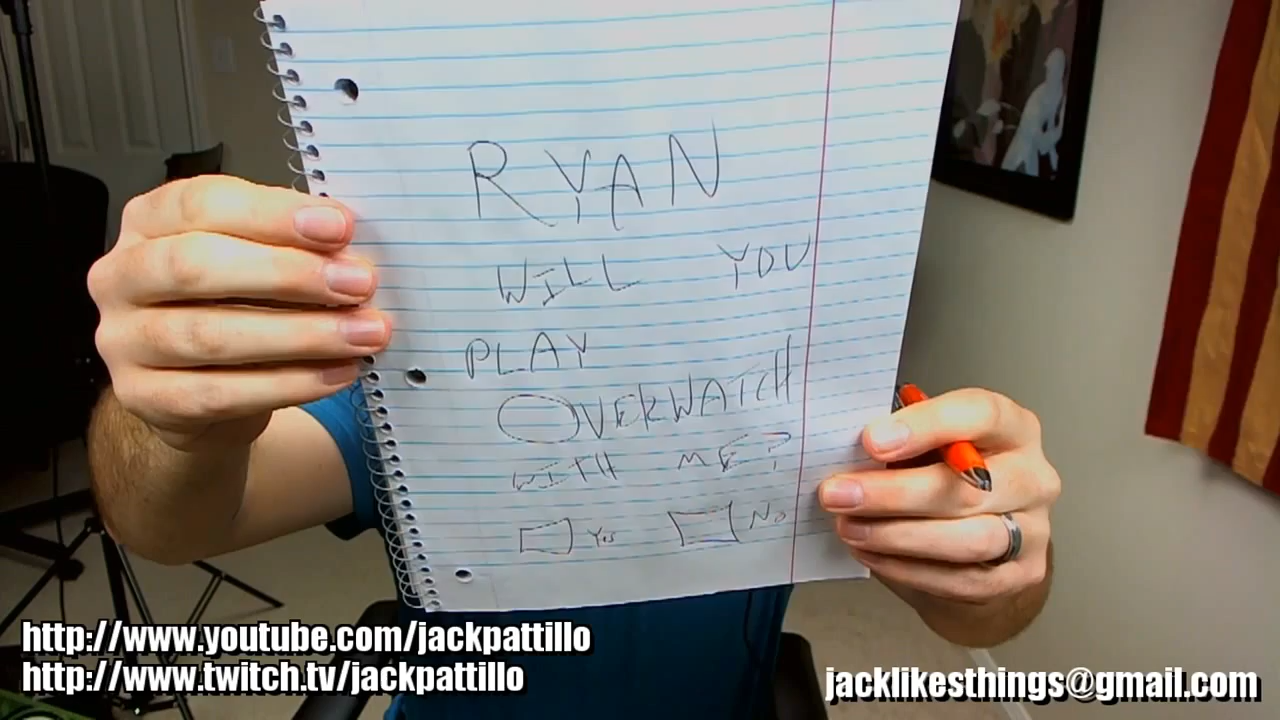 RYAN
WILL YOU
PLAY
OVERWATCH
WITH ME?
Yes No
http://www.youtube.com/jackpattillo
http://www.twitch.tv/jackpattillo
jacklikesthings@gmail.com